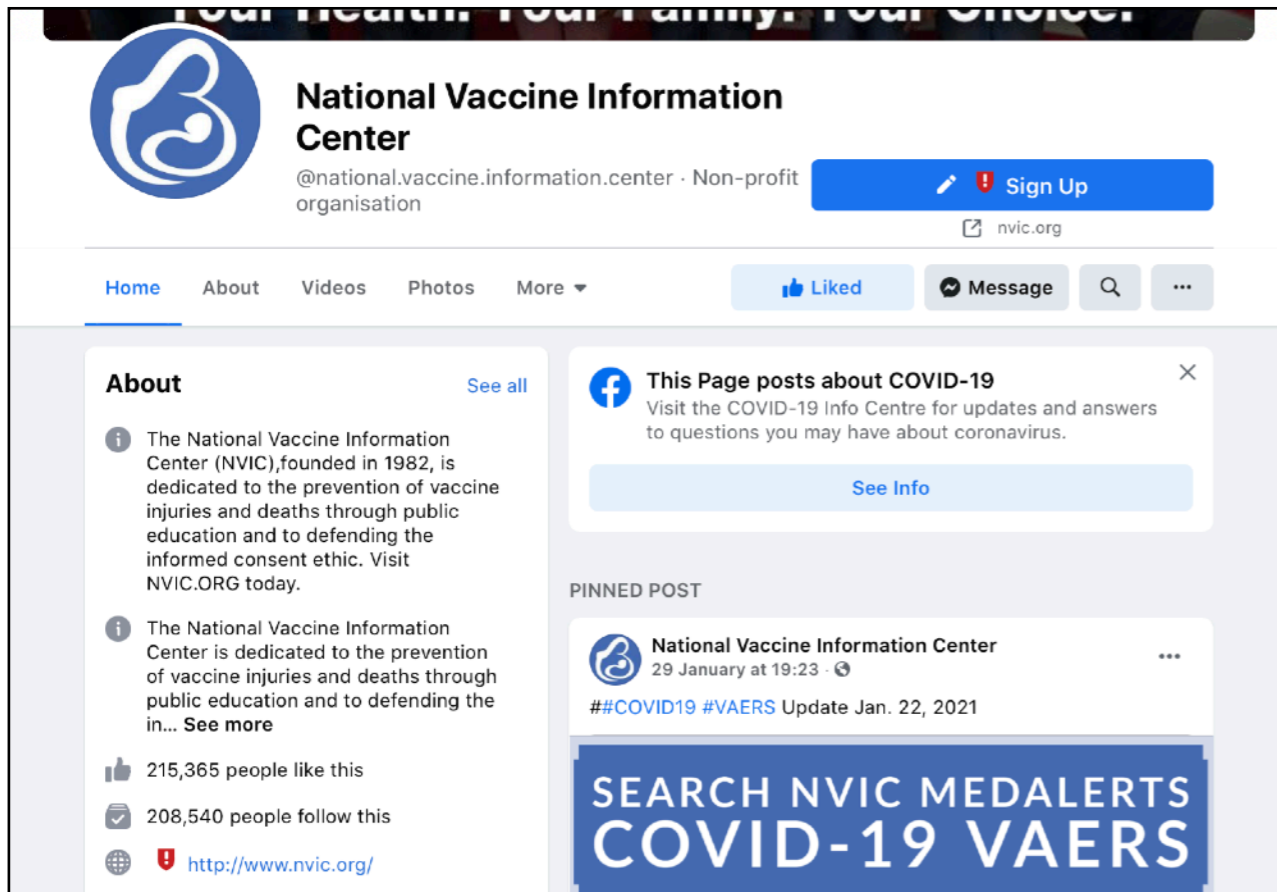 Your Health. Your Family. Your Choice.
National Vaccine Information
Center
@national.vaccine.information.center · Non-profit
organisation
Sign Up
nvic.org
Home About Videos Photos More
Liked Message
About See all
The National Vaccine Information
Center (NVIC),founded in 1982, is
dedicated to the prevention of vaccine
injuries and deaths through public
education and to defending the
informed consent ethic. Visit
NVIC.ORG today.
The National Vaccine Information
Center is dedicated to the prevention
of vaccine injuries and deaths through
public education and to defending the
in... See more
215,365 people like this
208,540 people follow this
http://www.nvic.org/
This Page posts about COVID-19
Visit the COVID-19 Info Centre for updates and answers
to questions you may have about coronavirus.
See Info
PINNED POST
National Vaccine Information Center
29 January at 19:23 ·
##COVID19 #VAERS Update Jan. 22, 2021
SEARCH NVIC MEDALERTS
COVID-19 VAERS